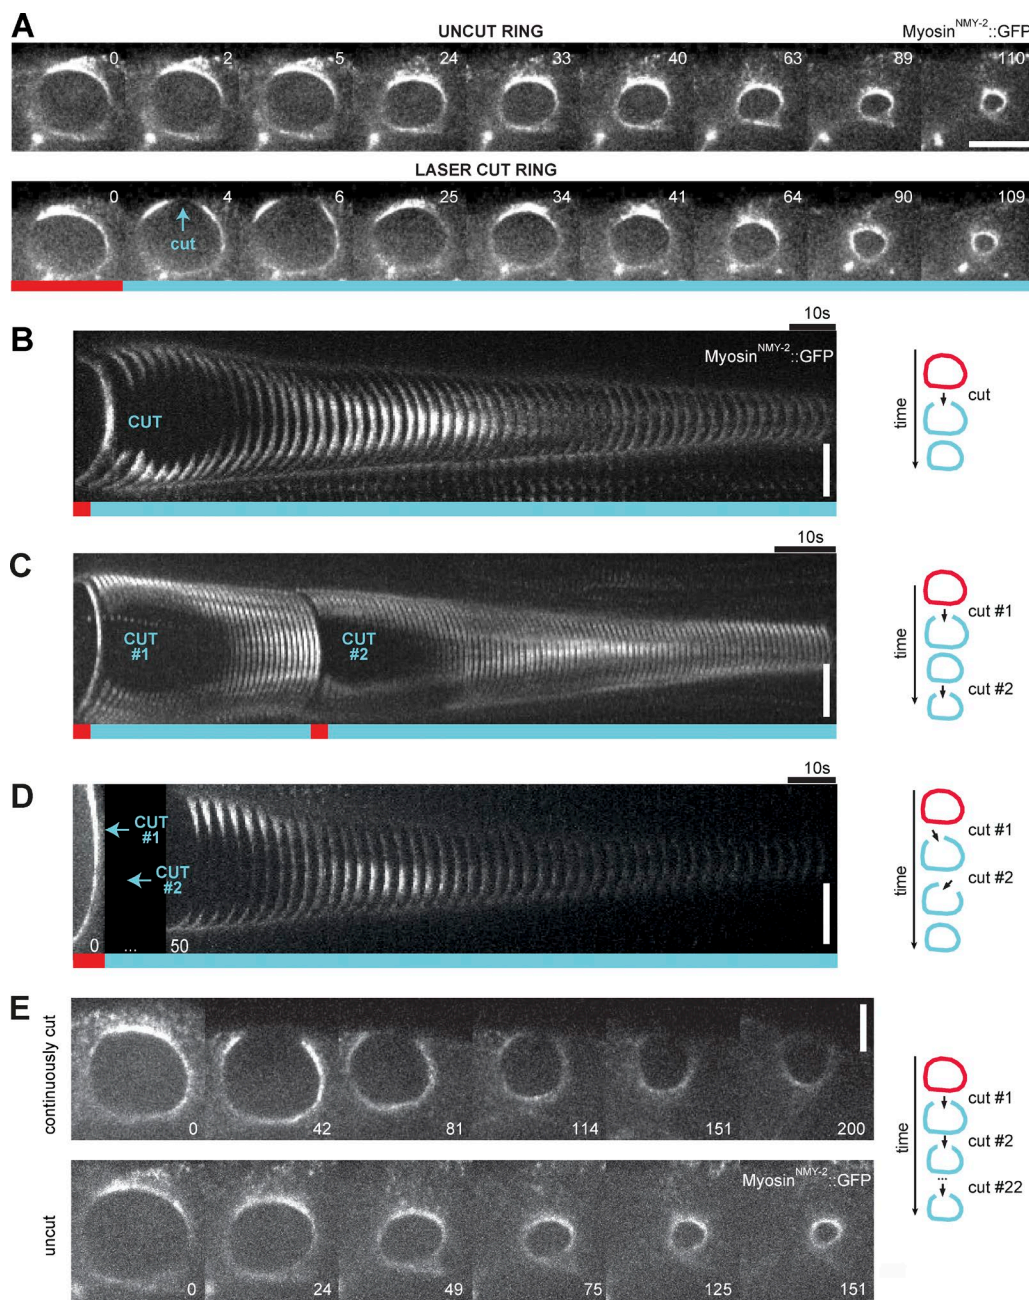 A
UNCUT RING
Myosin^NMY-2::GFP
0 2 5 24 33 40 63 89 110
LASER CUT RING
0 4 6 25 34 41 64 90 109
cut
B
10s
Myosin^NMY-2::GFP
CUT
time
cut
C
10s
CUT
#1
CUT
#2
time
cut #1
cut #2
D
10s
CUT
#1
CUT
#2
0 ... 50
time
cut #1
cut #2
E
continuously cut
0 42 81 114 151 200
uncut
Myosin^NMY-2::GFP
0 24 49 75 125 151
time
cut #1
cut #2
...
cut #22